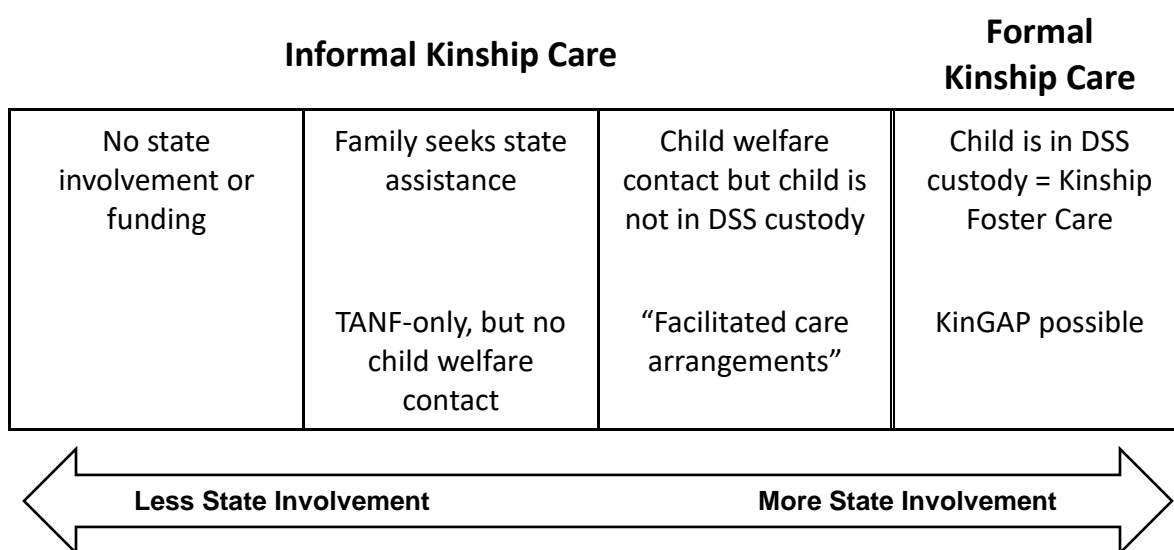 Informal Kinship Care
Formal
Kinship Care
No state
involvement or
funding
Family seeks state
assistance
TANF-only, but no
child welfare
contact
Child welfare
contact but child is
not in DSS custody
“Facilitated care
arrangements”
Child is in DSS
custody = Kinship
Foster Care
KinGAP possible
Less State Involvement
More State Involvement